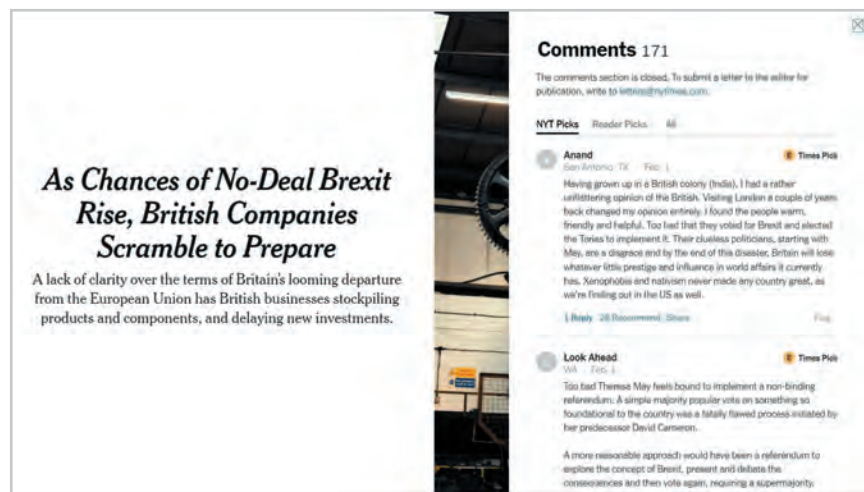 As Chances of No-Deal Brexit
Rise, British Companies
Scramble to Prepare
A lack of clarity over the terms of Britain's looming departure
from the European Union has British businesses stockpiling
products and components, and delaying new investments.
Comments 171
The comments section is closed. To submit a letter to the editor for
publication, write to letters@nytimes.com.
NYT Picks Reader Picks All
Anand
Times Pick
San Antonio, TX Feb. 1
Having grown up in a British colony (India), I had a rather
unflattering opinion of the British. Visiting London a couple of years
back changed my opinion entirely. I found the people warm,
friendly and helpful. Too bad that they voted for Brexit and elected
the Tories to implement it. Their clueless politicians, starting with
May, are a disgrace and by the end of this disaster, Britain will lose
whatever little prestige and influence in world affairs it currently
has. Xenophobia and nativism never made any country great, as
we're finding out in the US as well.
1 Reply 28 Recommend Share Flag
Look Ahead
Times Pick
WA Feb. 1
Too bad Theresa May feels bound to implement a non-binding
referendum. A simple majority popular vote on something so
foundational to the country was a fatally flawed process initiated by
her predecessor David Cameron.
A more reasonable approach would have been a referendum to
explore the concept of Brexit, present and debate the
consequences and then vote again, requiring a supermajority,